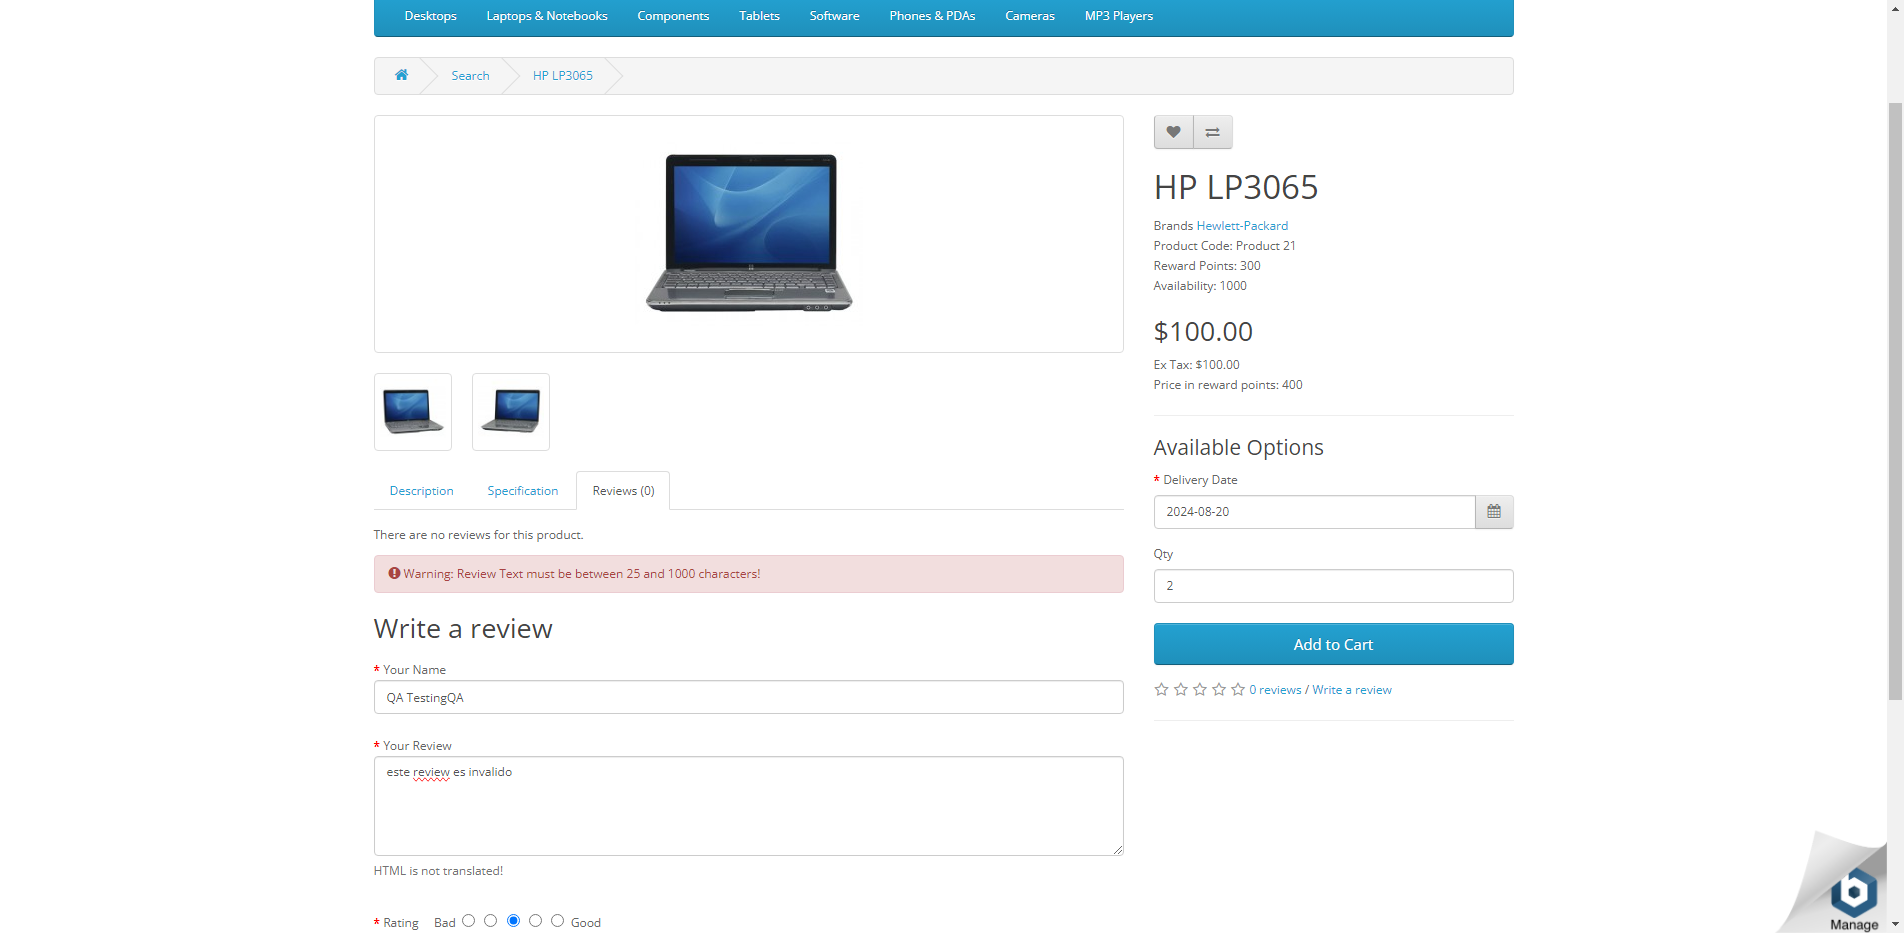 Desktops Laptops & Notebooks Components Tablets Software Phones & PDAs Cameras MP3 Players
Search HP LP3065
HP LP3065
Brands Hewlett-Packard
Product Code: Product 21
Reward Points: 300
Availability: 1000
$100.00
Ex Tax: $100.00
Price in reward points: 400
Available Options
* Delivery Date
2024-08-20
Qty
2
Add to Cart
0 reviews / Write a review
Description Specification Reviews (0)
There are no reviews for this product.
Warning: Review Text must be between 25 and 1000 characters!
Write a review
* Your Name
QA TestingQA
* Your Review
este review es invalido
HTML is not translated!
* Rating Bad Good
Manage